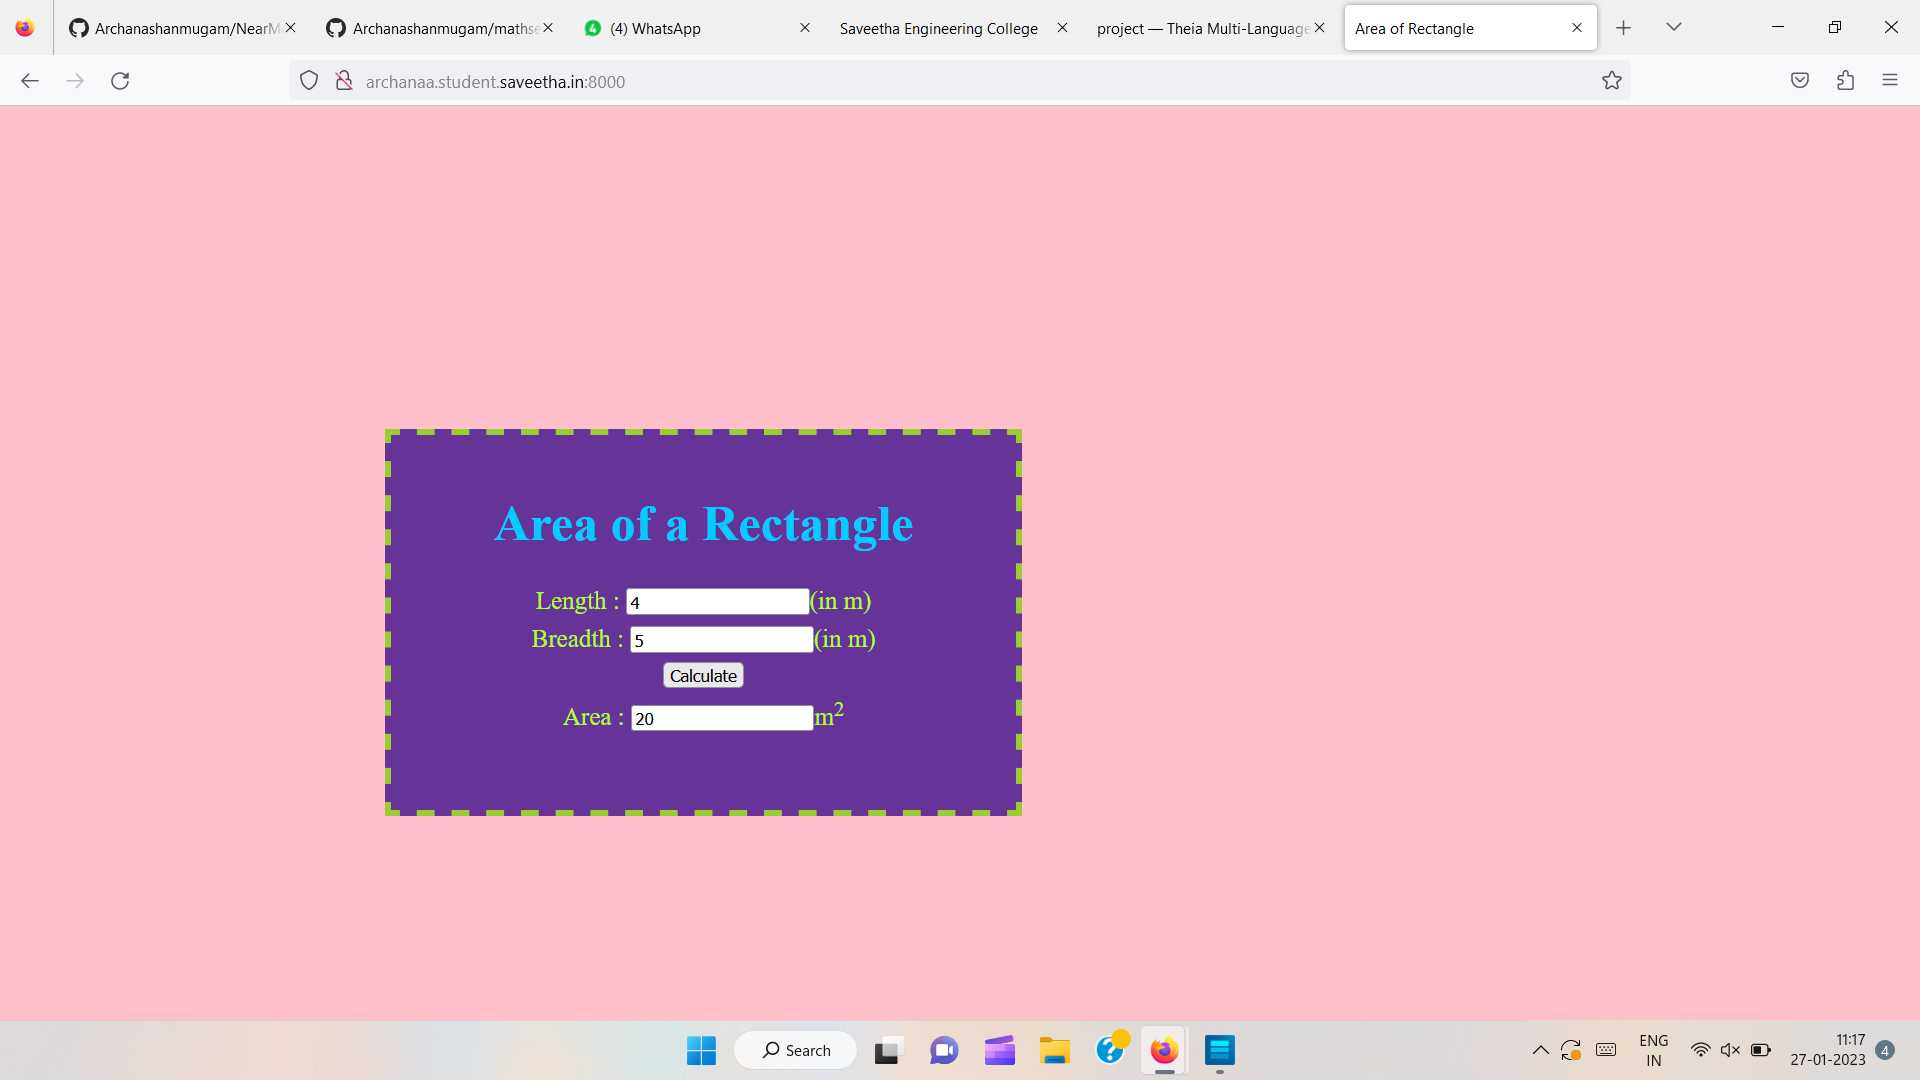 Archanashanmugam/NearM
Archanashanmugam/mathse
(4) WhatsApp
Saveetha Engineering College
project — Theia Multi-Language
Area of Rectangle
archanaa.student.saveetha.in:8000
Area of a Rectangle
Length : 4 (in m)
Breadth : 5 (in m)
Calculate
Area : 20 m²
Search
ENG
IN
11:17
27-01-2023
4